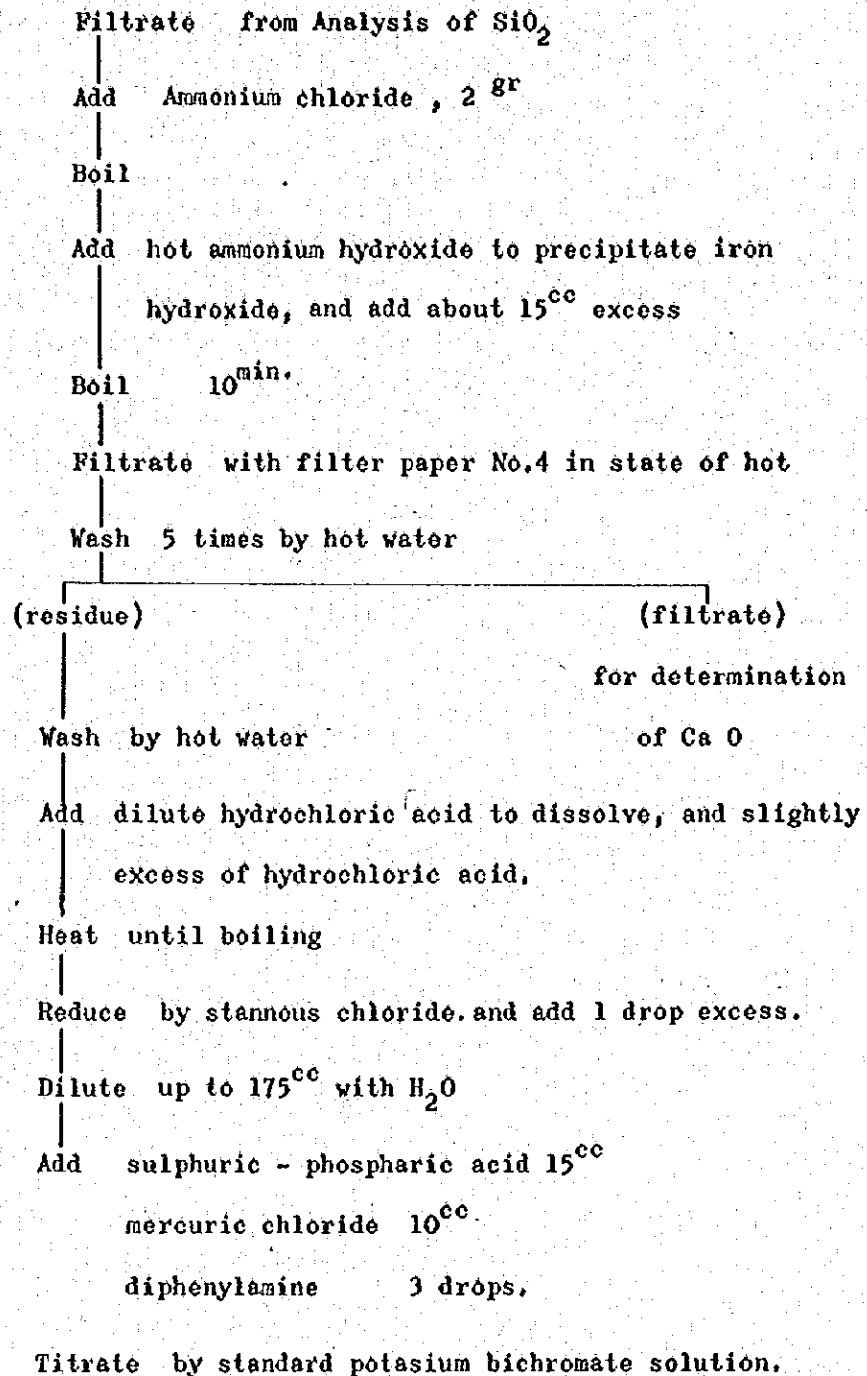 Filtrate from Analysis of SiO2
Add Ammonium chloride , 2 gr
Boil
Add hot ammonium hydroxide to precipitate iron
hydroxide, and add about 15cc excess
Boil 10min.
Filtrate with filter paper No.4 in state of hot
Wash 5 times by hot water
(residue) (filtrate)
for determination
Wash by hot water of Ca O
Add dilute hydrochloric acid to dissolve, and slightly
excess of hydrochloric acid.
Heat until boiling
Reduce by stannous chloride. and add 1 drop excess.
Dilute up to 175cc with H2O
Add sulphuric - phospharic acid 15cc
mercuric chloride 10cc.
diphenylamine 3 drops.
Titrate by standard potasium bichromate solution.